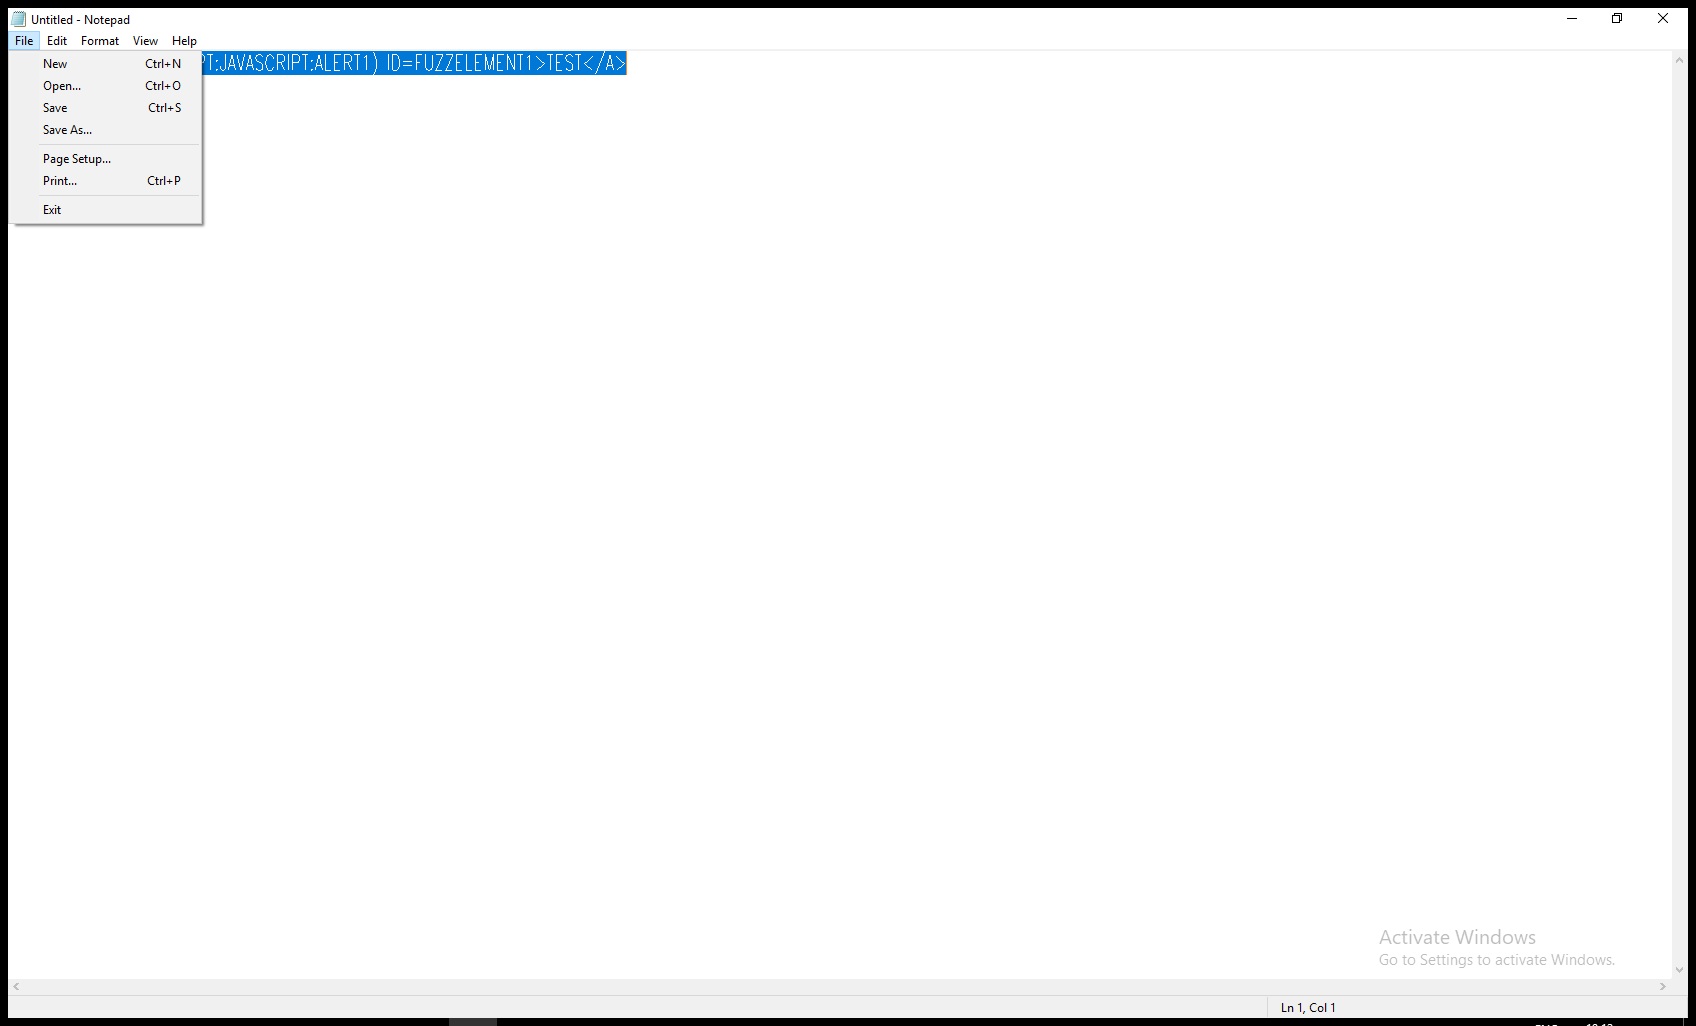 Untitled - Notepad
File Edit Format View Help
T:JAVASCRIPT:ALERT1) ID=FUZZELEMENT1>TEST</A>
New Ctrl+N
Open... Ctrl+O
Save Ctrl+S
Save As...
Page Setup...
Print... Ctrl+P
Exit
Activate Windows
Go to Settings to activate Windows.
Ln 1, Col 1